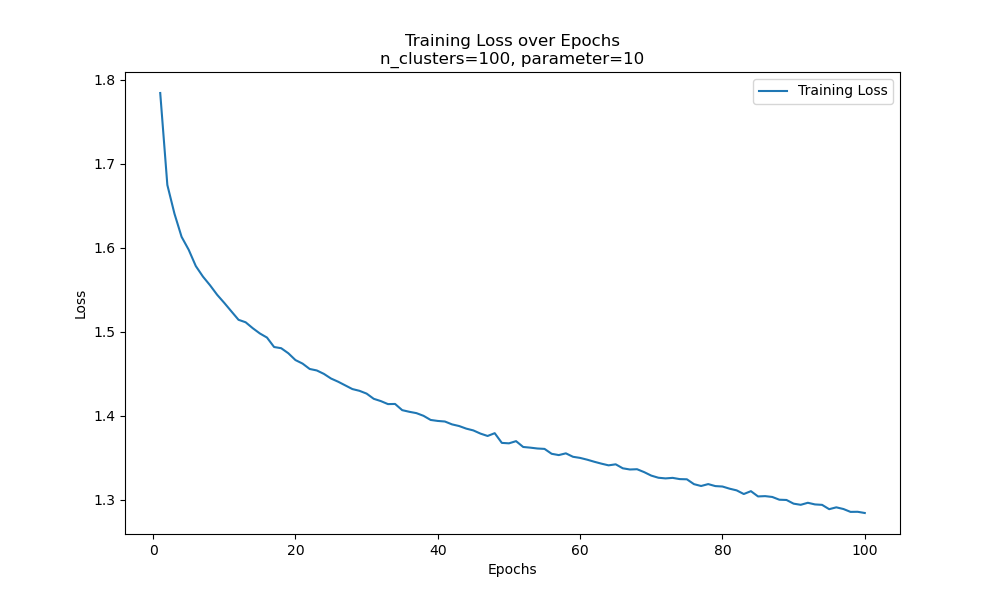 Training Loss over Epochs
n_clusters=100, parameter=10
Training Loss
1.8
1.7
1.6
1.5
1.4
1.3
Loss
0 20 40 60 80 100
Epochs